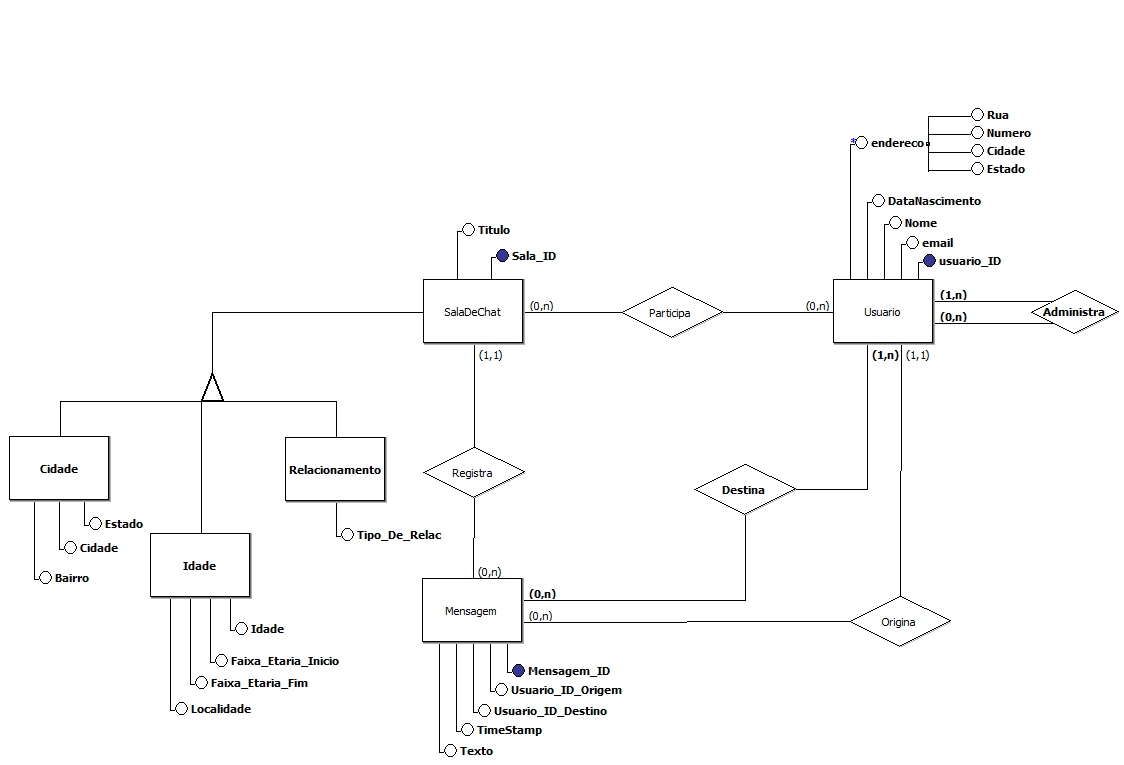 Rua
* endereco
Numero
Cidade
Estado
DataNascimento
Nome
email
usuario_ID
Titulo
Sala_ID
SalaDeChat
(0,n)
Participa
(0,n)
Usuario
(1,n)
(0,n)
Administra
(1,1)
(1,n)
(1,1)
Cidade
Relacionamento
Registra
Destina
Estado
Cidade
Bairro
Tipo_De_Relac
Idade
(0,n)
Mensagem
(0,n)
(0,n)
Origina
Idade
Faixa_Etaria_Inicio
Faixa_Etaria_Fim
Localidade
Mensagem_ID
Usuario_ID_Origem
Usuario_ID_Destino
TimeStamp
Texto